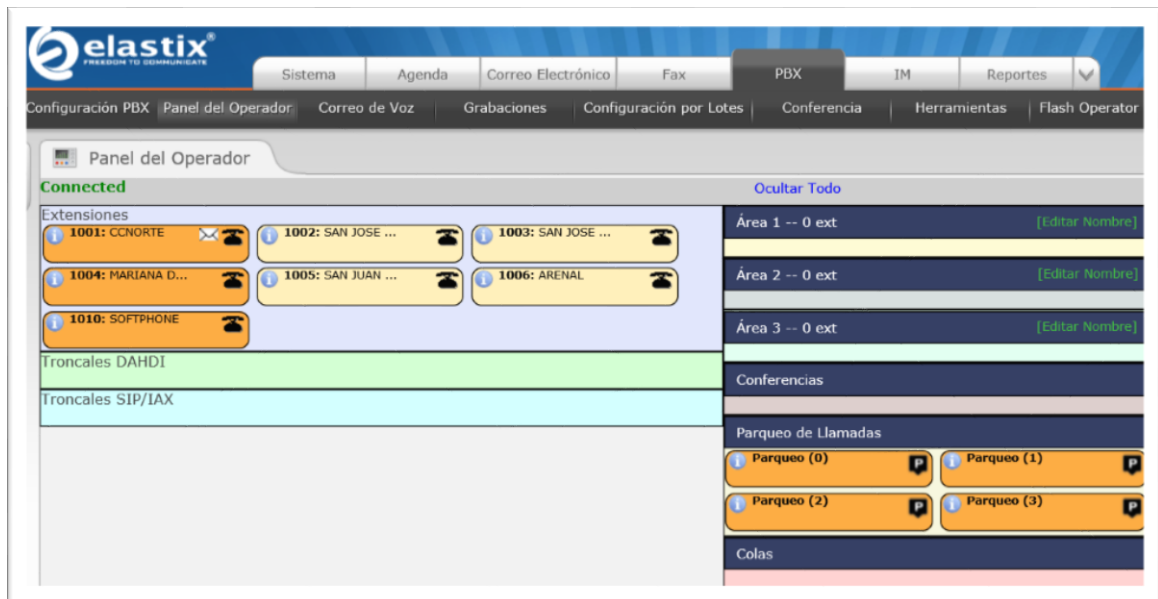 elastix®
FREEDOM TO COMMUNICATE
Sistema Agenda Correo Electrónico Fax PBX IM Reportes
Configuración PBX Panel del Operador Correo de Voz Grabaciones Configuración por Lotes Conferencia Herramientas Flash Operator
Panel del Operador
Connected
Ocultar Todo
Extensiones
1001: CCNORTE
1002: SAN JOSE ...
1003: SAN JOSE ...
1004: MARIANA D...
1005: SAN JUAN ...
1006: ARENAL
1010: SOFTPHONE
Troncales DAHDI
Troncales SIP/IAX
Área 1 -- 0 ext [Editar Nombre]
Área 2 -- 0 ext [Editar Nombre]
Área 3 -- 0 ext [Editar Nombre]
Conferencias
Parqueo de Llamadas
Parqueo (0)
Parqueo (1)
Parqueo (2)
Parqueo (3)
Colas